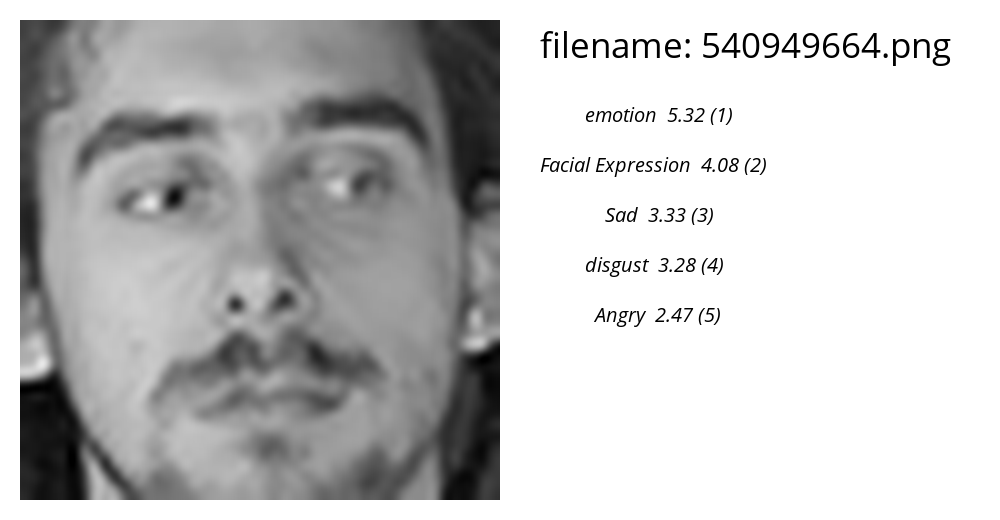 filename: 540949664.png
emotion 5.32 (1)
Facial Expression 4.08 (2)
Sad 3.33 (3)
disgust 3.28 (4)
Angry 2.47 (5)